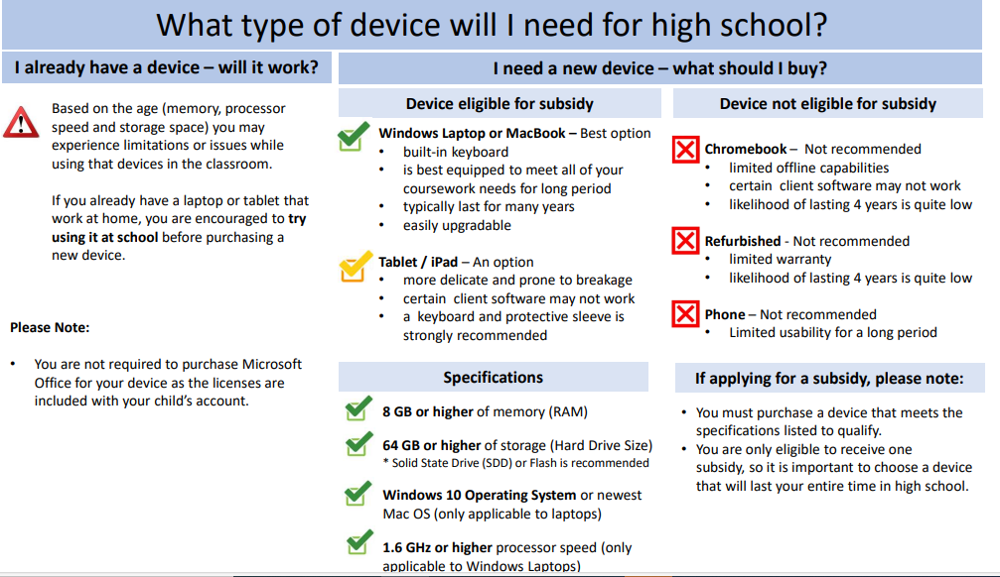 What type of device will I need for high school?
I already have a device – will it work?
Based on the age (memory, processor
speed and storage space) you may
experience limitations or issues while
using that devices in the classroom.
If you already have a laptop or tablet that
work at home, you are encouraged to try
using it at school before purchasing a
new device.
Please Note:
• You are not required to purchase Microsoft
Office for your device as the licenses are
included with your child's account.
I need a new device – what should I buy?
Device eligible for subsidy
Windows Laptop or MacBook – Best option
• built-in keyboard
• is best equipped to meet all of your
coursework needs for long period
• typically last for many years
• easily upgradable
Tablet / iPad – An option
• more delicate and prone to breakage
• certain client software may not work
• a keyboard and protective sleeve is
strongly recommended
Specifications
8 GB or higher of memory (RAM)
64 GB or higher of storage (Hard Drive Size)
* Solid State Drive (SDD) or Flash is recommended
Windows 10 Operating System or newest
Mac OS (only applicable to laptops)
1.6 GHz or higher processor speed (only
applicable to Windows Laptops)
Device not eligible for subsidy
Chromebook – Not recommended
• limited offline capabilities
• certain client software may not work
• likelihood of lasting 4 years is quite low
Refurbished - Not recommended
• limited warranty
• likelihood of lasting 4 years is quite low
Phone – Not recommended
• Limited usability for a long period
If applying for a subsidy, please note:
• You must purchase a device that meets the
specifications listed to qualify.
• You are only eligible to receive one
subsidy, so it is important to choose a device
that will last your entire time in high school.